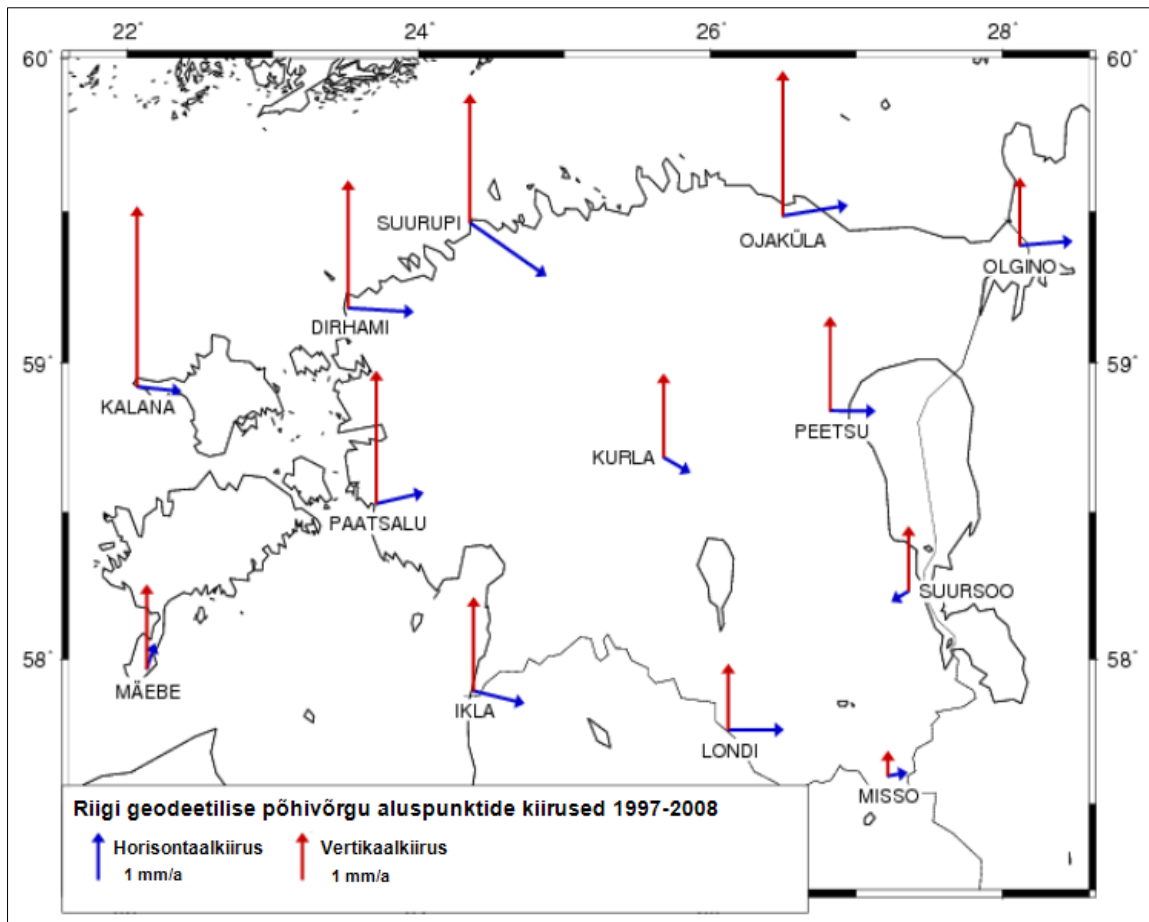 22° 24° 26° 28°
60° 60°
SUURUPI
OJAKÜLA
OLGINO
DIRHAMI
59° 59°
KALANA
PEETSU
KURLA
PAATSALU
SUURSOO
58° 58°
MÄEBE
IKLA
LONDI
MISSO
Riigi geodeetilise põhivõrgu aluspunktide kiirused 1997-2008
Horisontaalkiirus Vertikaalkiirus
1 mm/a 1 mm/a